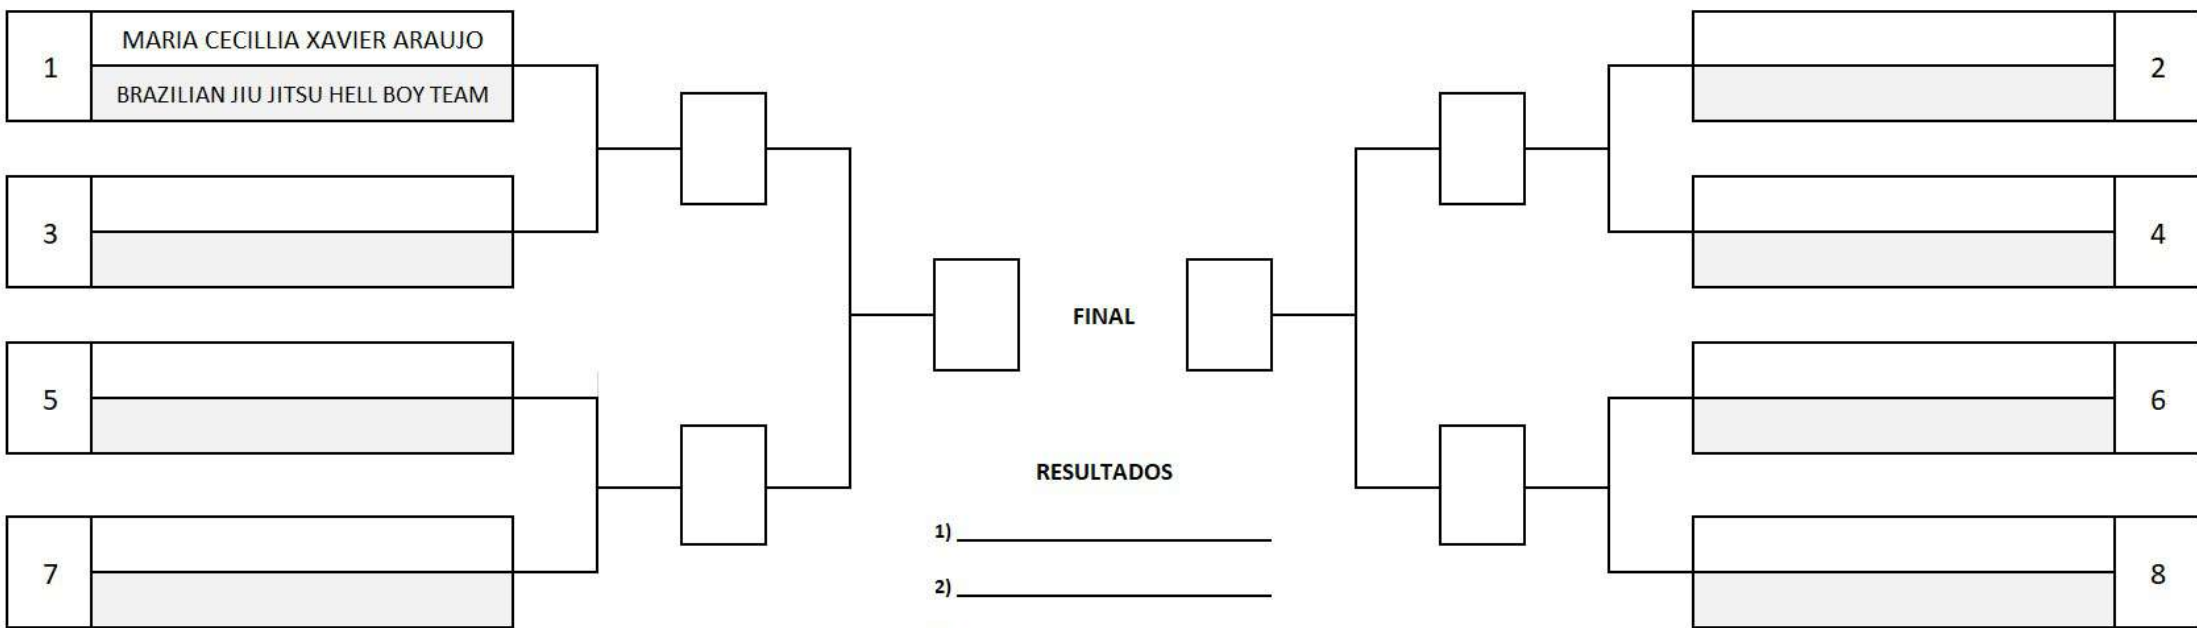 1
MARIA CECILLIA XAVIER ARAUJO
BRAZILIAN JIU JITSU HELL BOY TEAM
2
3
4
FINAL
5
6
RESULTADOS
1)
2)
7
8